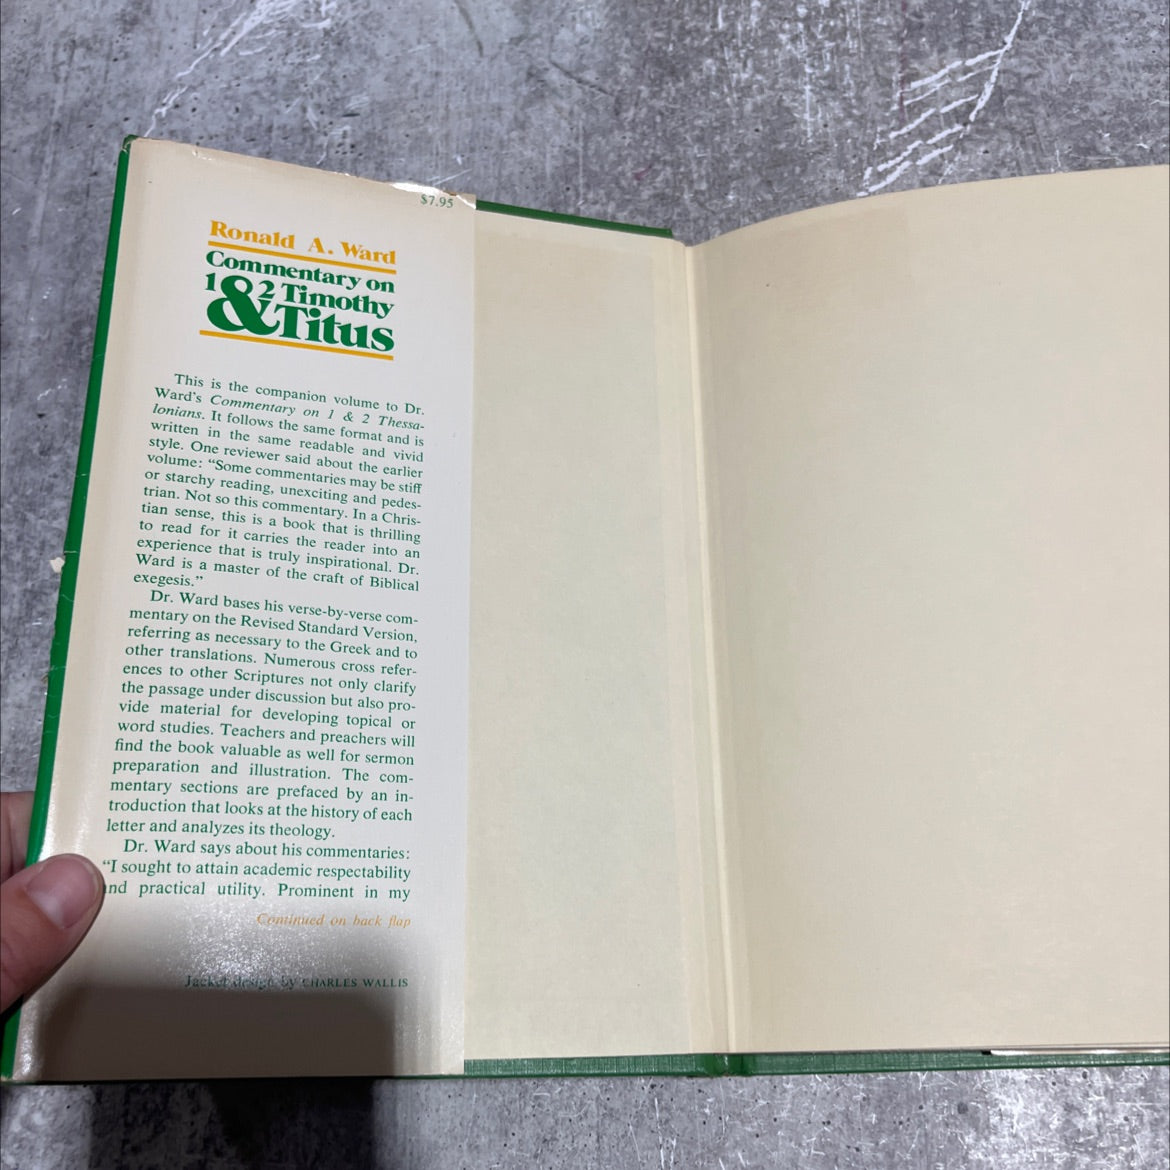 $7.95
Ronald A. Ward
Commentary on
1 & 2 Timothy
& Titus
This is the companion volume to Dr.
Ward's Commentary on 1 & 2 Thessa-
lonians. It follows the same format and is
written in the same readable and vivid
style. One reviewer said about the earlier
volume: “Some commentaries may be stiff
or starchy reading, unexciting and pedes-
trian. Not so this commentary. In a Chris-
tian sense, this is a book that is thrilling
to read for it carries the reader into an
experience that is truly inspirational. Dr.
Ward is a master of the craft of Biblical
exegesis.”
Dr. Ward bases his verse-by-verse com-
mentary on the Revised Standard Version,
referring as necessary to the Greek and to
other translations. Numerous cross refer-
ences to other Scriptures not only clarify
the passage under discussion but also pro-
vide material for developing topical or
word studies. Teachers and preachers will
find the book valuable as well for sermon
preparation and illustration. The com-
mentary sections are prefaced by an in-
troduction that looks at the history of each
letter and analyzes its theology.
Dr. Ward says about his commentaries:
“I sought to attain academic respectability
and practical utility. Prominent in my
Continued on back flap
Jacket design by CHARLES WALLIS